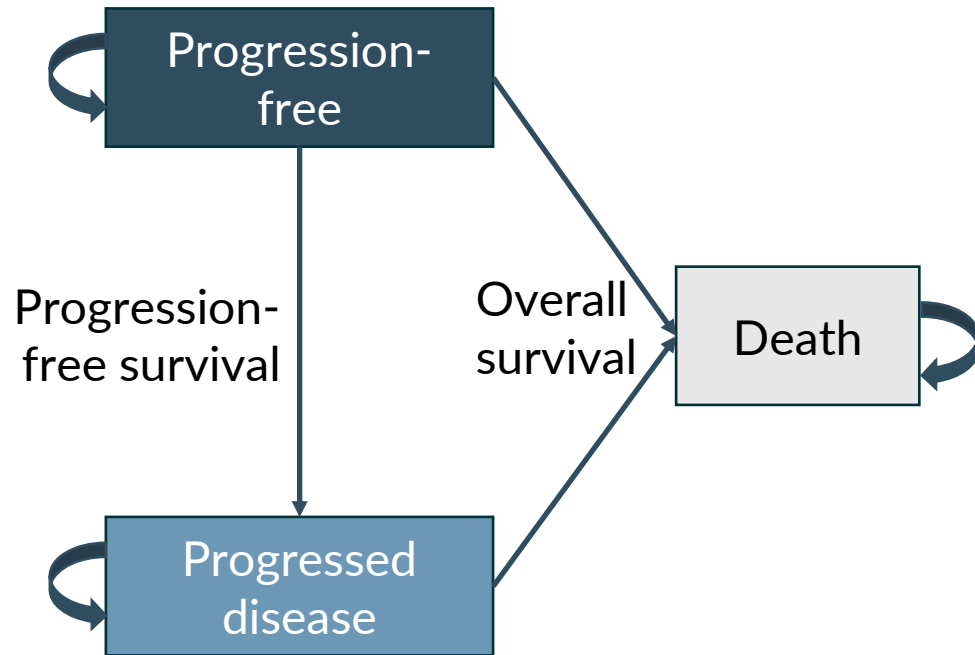 Progression-
free
Progression-
free survival
Overall
survival
Death
Progressed
disease